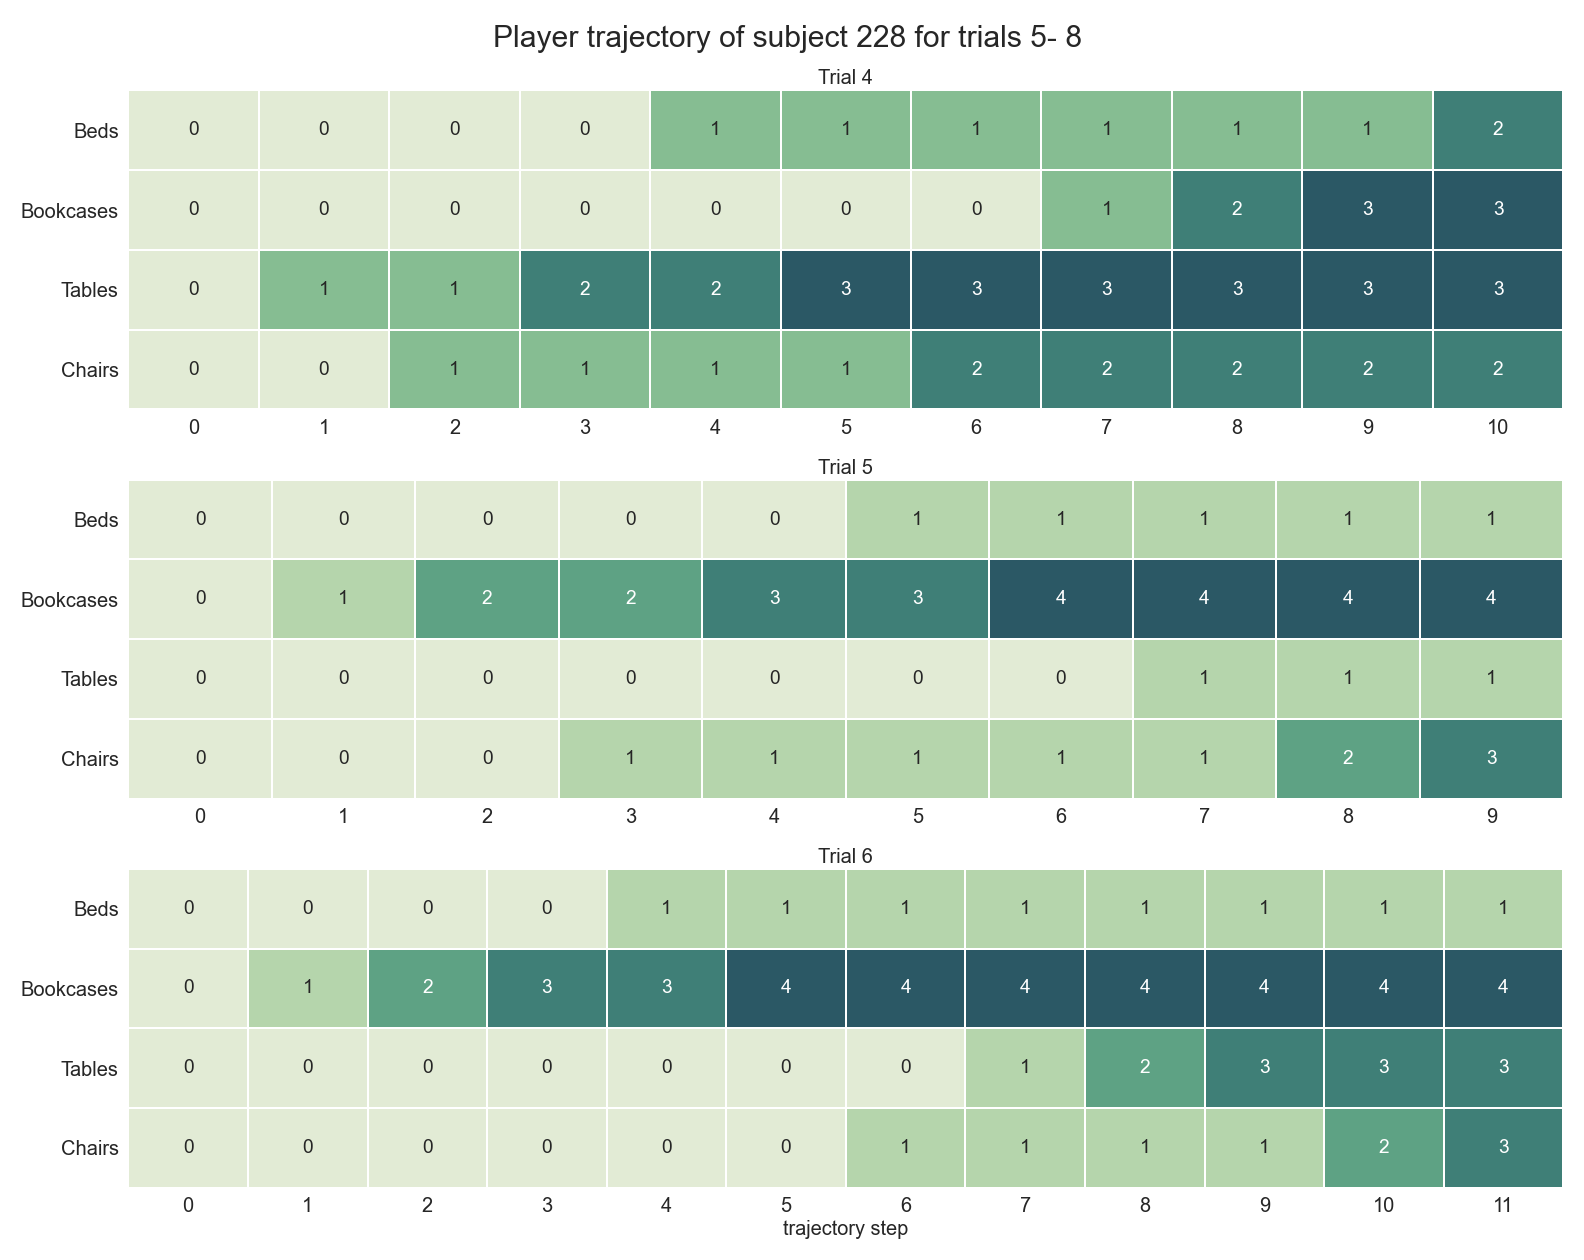 Player trajectory of subject 228 for trials 5- 8
Trial 4
Beds 0 0 0 0 1 1 1 1 1 1 2
Bookcases 0 0 0 0 0 0 0 1 2 3 3
Tables 0 1 1 2 2 3 3 3 3 3 3
Chairs 0 0 1 1 1 1 2 2 2 2 2
0 1 2 3 4 5 6 7 8 9 10
Trial 5
Beds 0 0 0 0 0 1 1 1 1 1
Bookcases 0 1 2 2 3 3 4 4 4 4
Tables 0 0 0 0 0 0 0 1 1 1
Chairs 0 0 0 1 1 1 1 1 2 3
0 1 2 3 4 5 6 7 8 9
Trial 6
Beds 0 0 0 0 1 1 1 1 1 1 1 1
Bookcases 0 1 2 3 3 4 4 4 4 4 4 4
Tables 0 0 0 0 0 0 0 1 2 3 3 3
Chairs 0 0 0 0 0 0 1 1 1 1 2 3
0 1 2 3 4 5 6 7 8 9 10 11
trajectory step